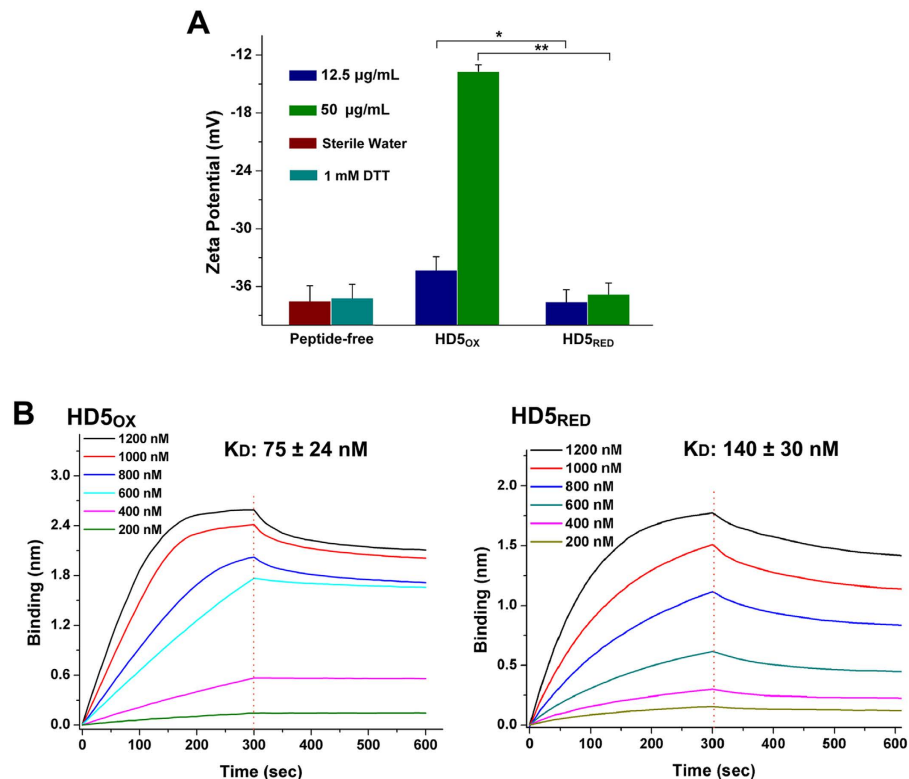 A
*
**
-12
-18
-24
-30
-36
Zeta Potential (mV)
12.5 µg/mL
50 µg/mL
Sterile Water
1 mM DTT
Peptide-free
HD5OX
HD5RED
B
HD5OX
KD: 75 ± 24 nM
1200 nM
1000 nM
800 nM
600 nM
400 nM
200 nM
3.0
2.4
1.8
1.2
0.6
0.0
Binding (nm)
0 100 200 300 400 500 600
Time (sec)
HD5RED
KD: 140 ± 30 nM
1200 nM
1000 nM
800 nM
600 nM
400 nM
200 nM
2.0
1.5
1.0
0.5
0.0
Binding (nm)
0 100 200 300 400 500 600
Time (sec)